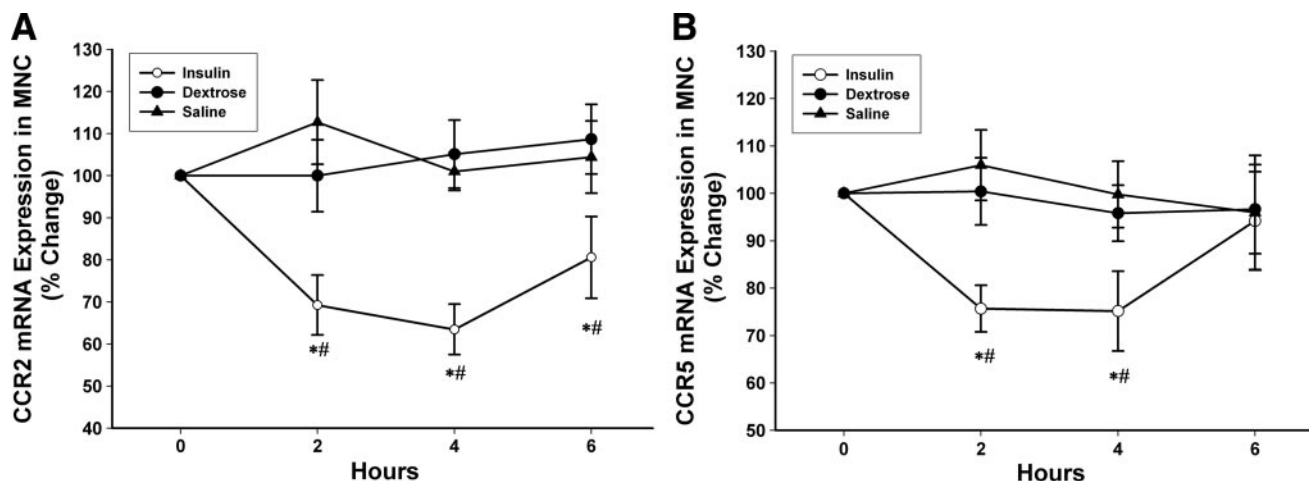 A
CCR2 mRNA Expression in MNC
(% Change)
130
120
110
100
90
80
70
60
50
40
Insulin
Dextrose
Saline
*#
*#
*#
0
2
4
6
Hours
B
CCR5 mRNA Expression in MNC
(% Change)
130
120
110
100
90
80
70
60
50
Insulin
Dextrose
Saline
*#
*#
0
2
4
6
Hours